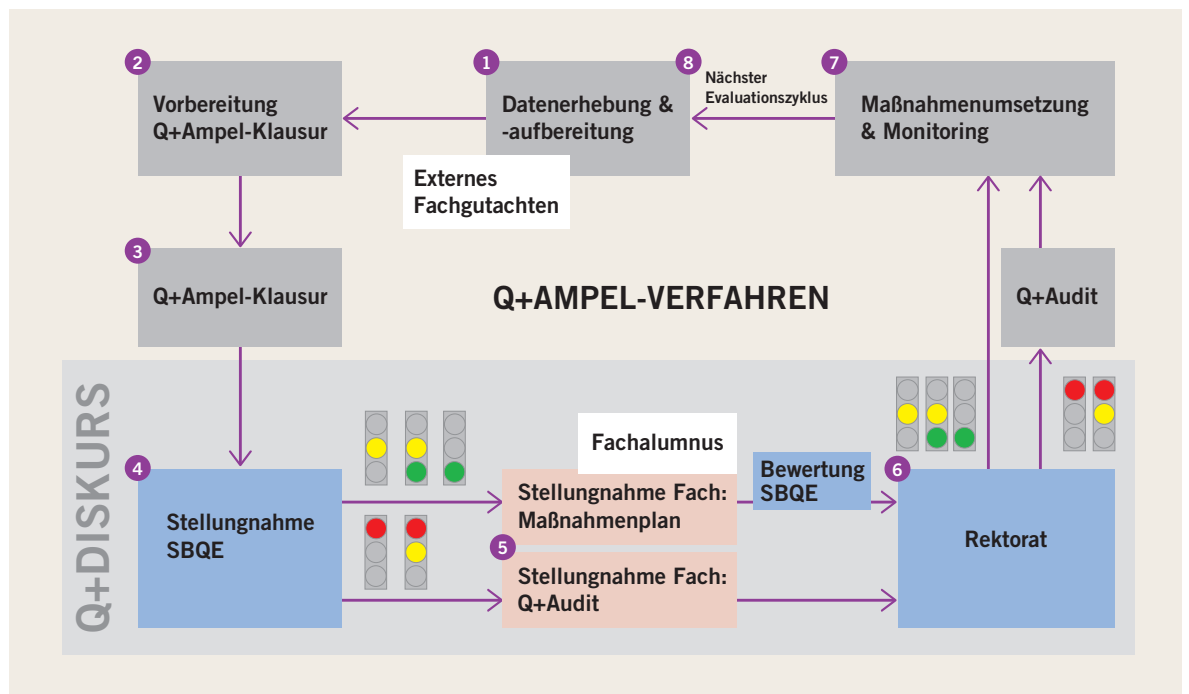 2
Vorbereitung
Q+Ampel-Klausur
1
Datenerhebung &
-aufbereitung
Externes
Fachgutachten
8
Nächster
Evaluationszyklus
7
Maßnahmenumsetzung
& Monitoring
3
Q+Ampel-Klausur
Q+AMPEL-VERFAHREN
Q+Audit
Q+DISKURS
4
Stellungnahme
SBQE
Fachalumnus
Stellungnahme Fach:
Maßnahmenplan
5
Stellungnahme Fach:
Q+Audit
Bewertung
SBQE
6
Rektorat